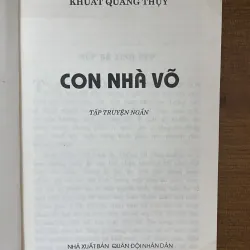 KHUẤT QUANG THỤY
CON NHÀ VÕ
TẬP TRUYỆN NGẮN
NHÀ XUẤT BẢN QUÂN ĐỘI NHÂN DÂN